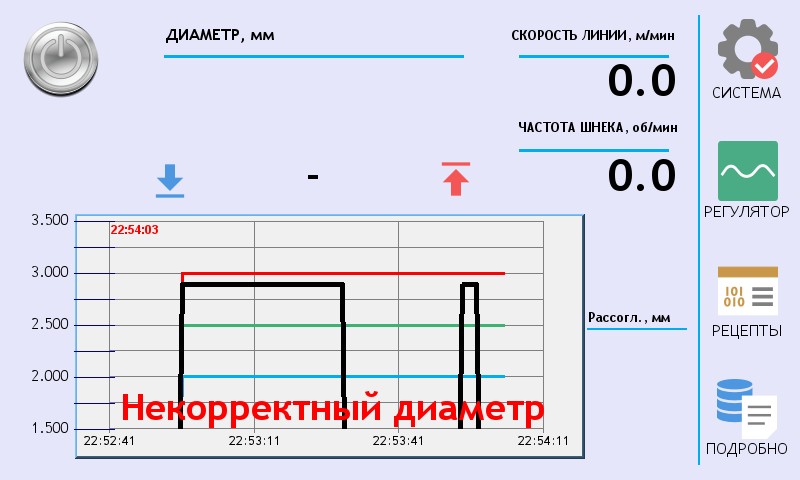 ДИАМЕТР, мм
СКОРОСТЬ ЛИНИИ, м/мин
0.0
СИСТЕМА
ЧАСТОТА ШНЕКА, об/мин
0.0
-
РЕГУЛЯТОР
3.500
22:54:03
3.000
101
010
2.500
Рассогл., мм
РЕЦЕПТЫ
2.000
Некорректный диаметр
1.500
22:52:41 22:53:11 22:53:41 22:54:11
ПОДРОБНО